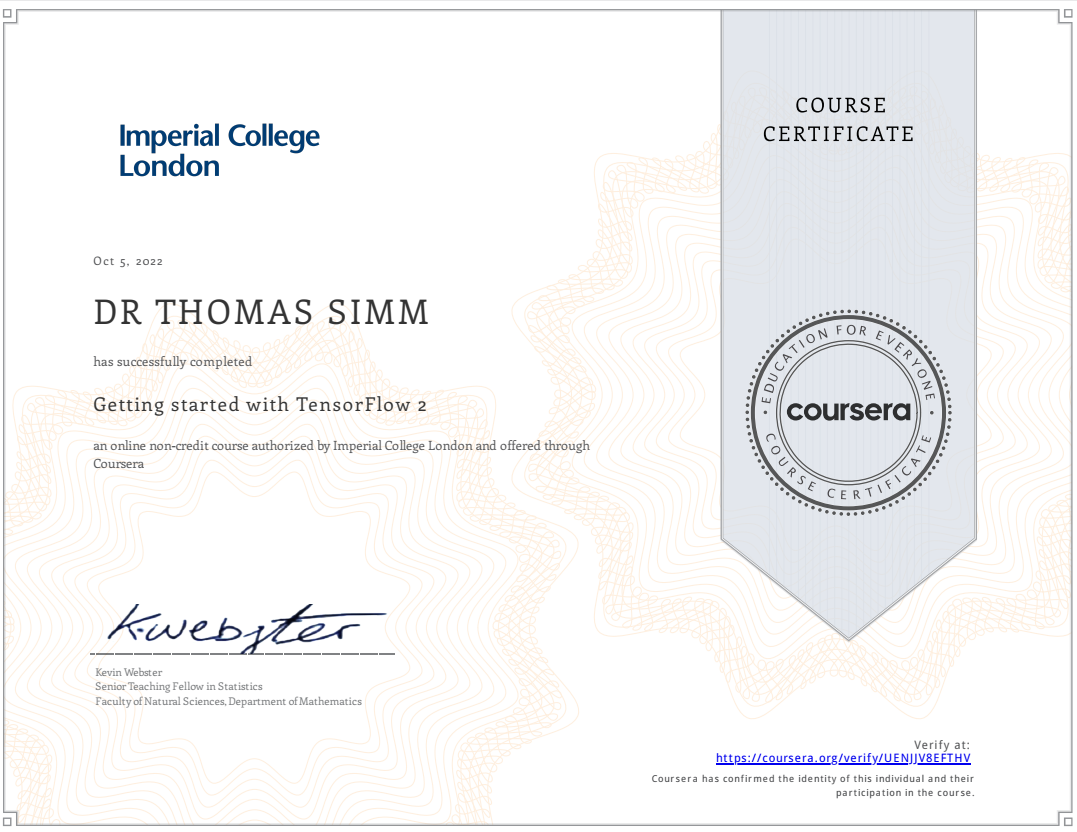 Imperial College
London
COURSE
CERTIFICATE
Oct 5, 2022
DR THOMAS SIMM
has successfully completed
Getting started with TensorFlow 2
an online non-credit course authorized by Imperial College London and offered through
Coursera
EDUCATION FOR EVERYONE
coursera
COURSE CERTIFICATE
K.webster
Kevin Webster
Senior Teaching Fellow in Statistics
Faculty of Natural Sciences, Department of Mathematics
Verify at:
https://coursera.org/verify/UENJJV8EFTHV
Coursera has confirmed the identity of this individual and their
participation in the course.